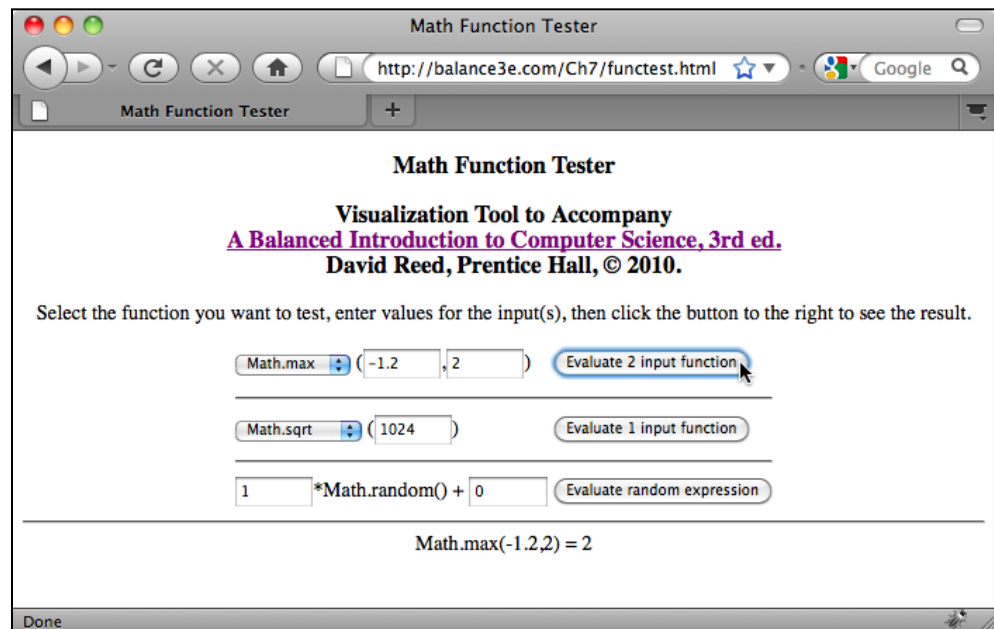 Math Function Tester
http://balance3e.com/Ch7/functest.html Google
Math Function Tester +
Math Function Tester
Visualization Tool to Accompany
A Balanced Introduction to Computer Science, 3rd ed.
David Reed, Prentice Hall, © 2010.
Select the function you want to test, enter values for the input(s), then click the button to the right to see the result.
Math.max ( -1.2 , 2 ) Evaluate 2 input function
Math.sqrt ( 1024 ) Evaluate 1 input function
1 *Math.random() + 0 Evaluate random expression
Math.max(-1.2,2) = 2
Done